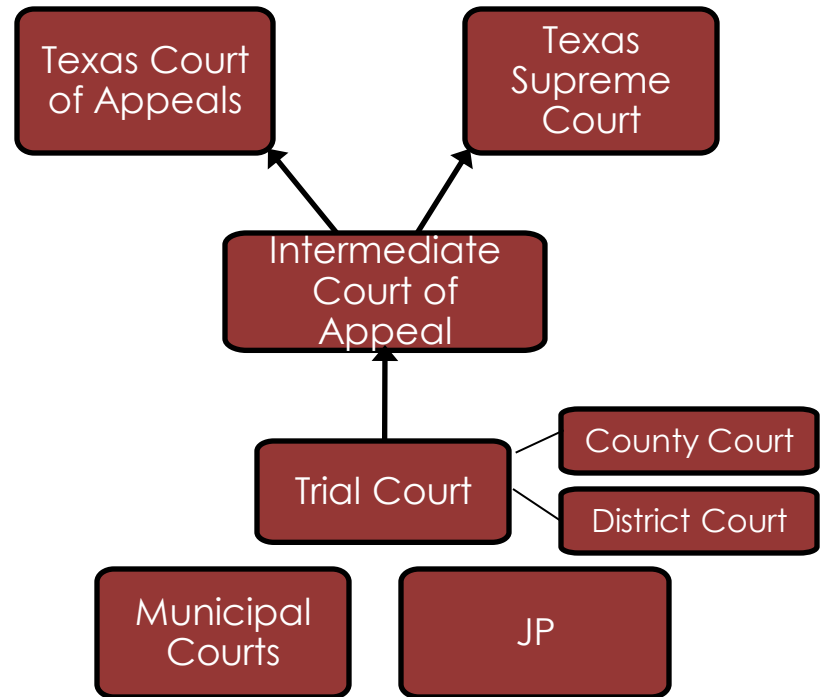 Texas Court
of Appeals
Texas
Supreme
Court
Intermediate
Court of
Appeal
Trial Court
County Court
District Court
Municipal
Courts
JP